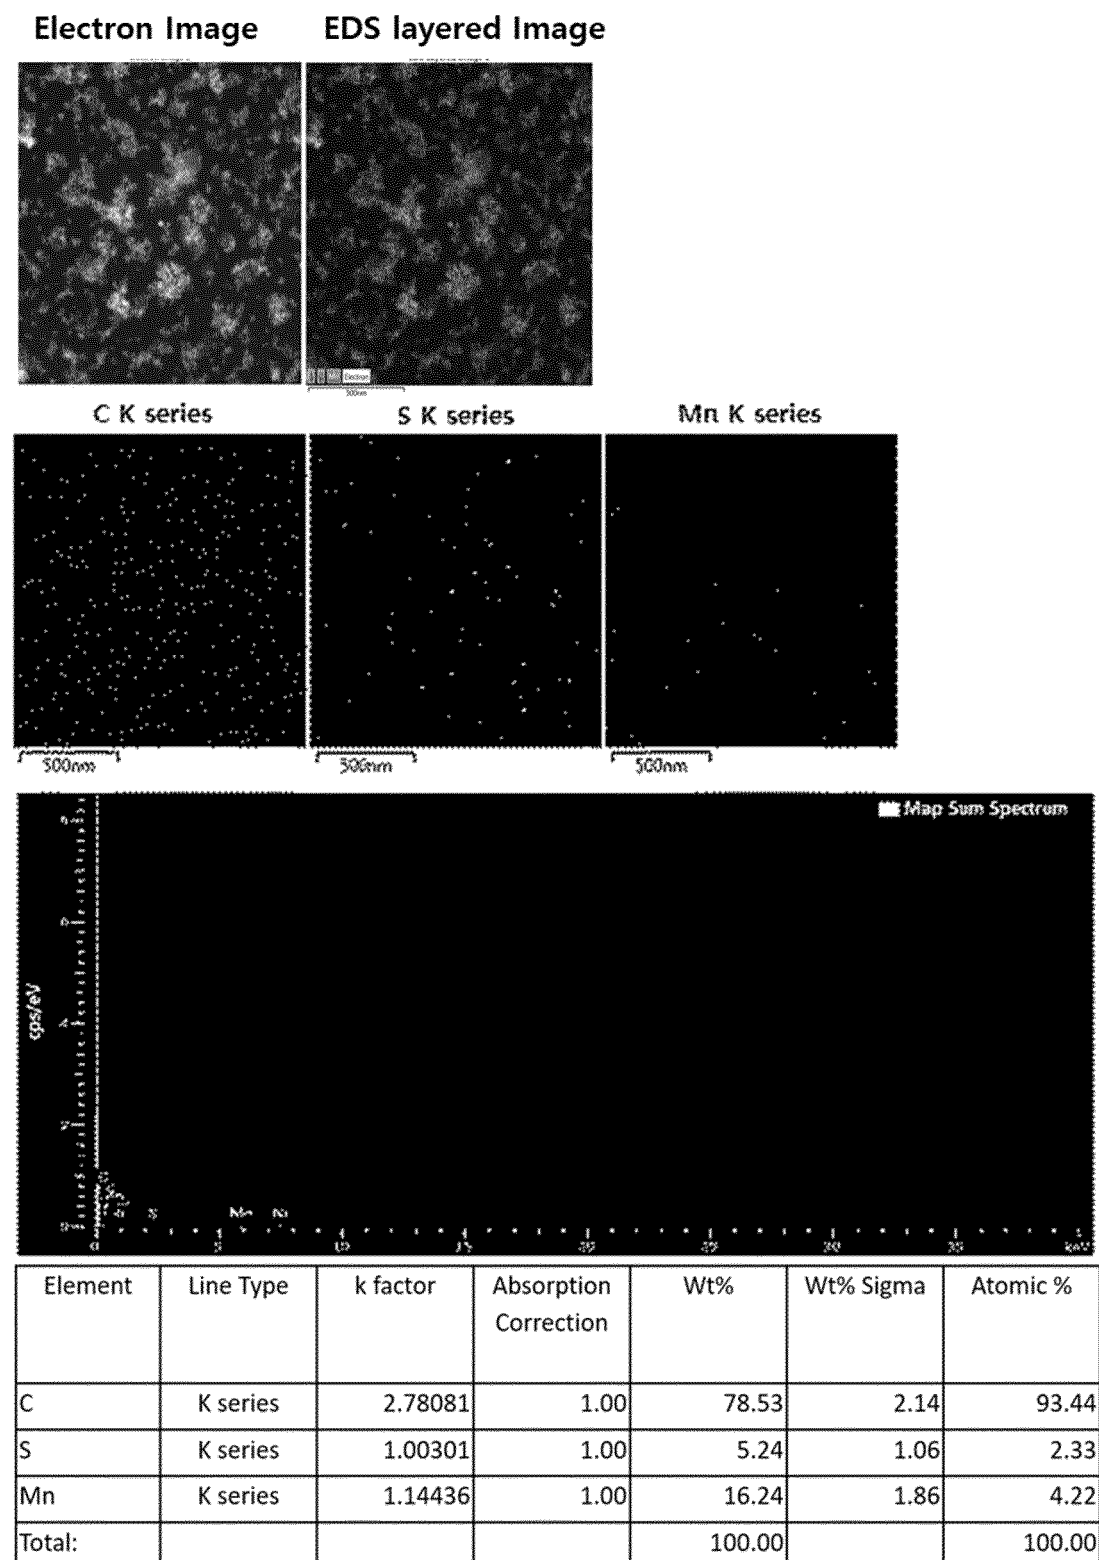 Electron Image EDS layered Image
Electron
500nm
C K series S K series Mn K series
500nm 500nm 500nm
Map Sum Spectrum
cps/eV
Element Line Type k factor Absorption Wt% Wt% Sigma Atomic %
Correction
C K series 2.78081 1.00 78.53 2.14 93.44
S K series 1.00301 1.00 5.24 1.06 2.33
Mn K series 1.14436 1.00 16.24 1.86 4.22
Total: 100.00 100.00